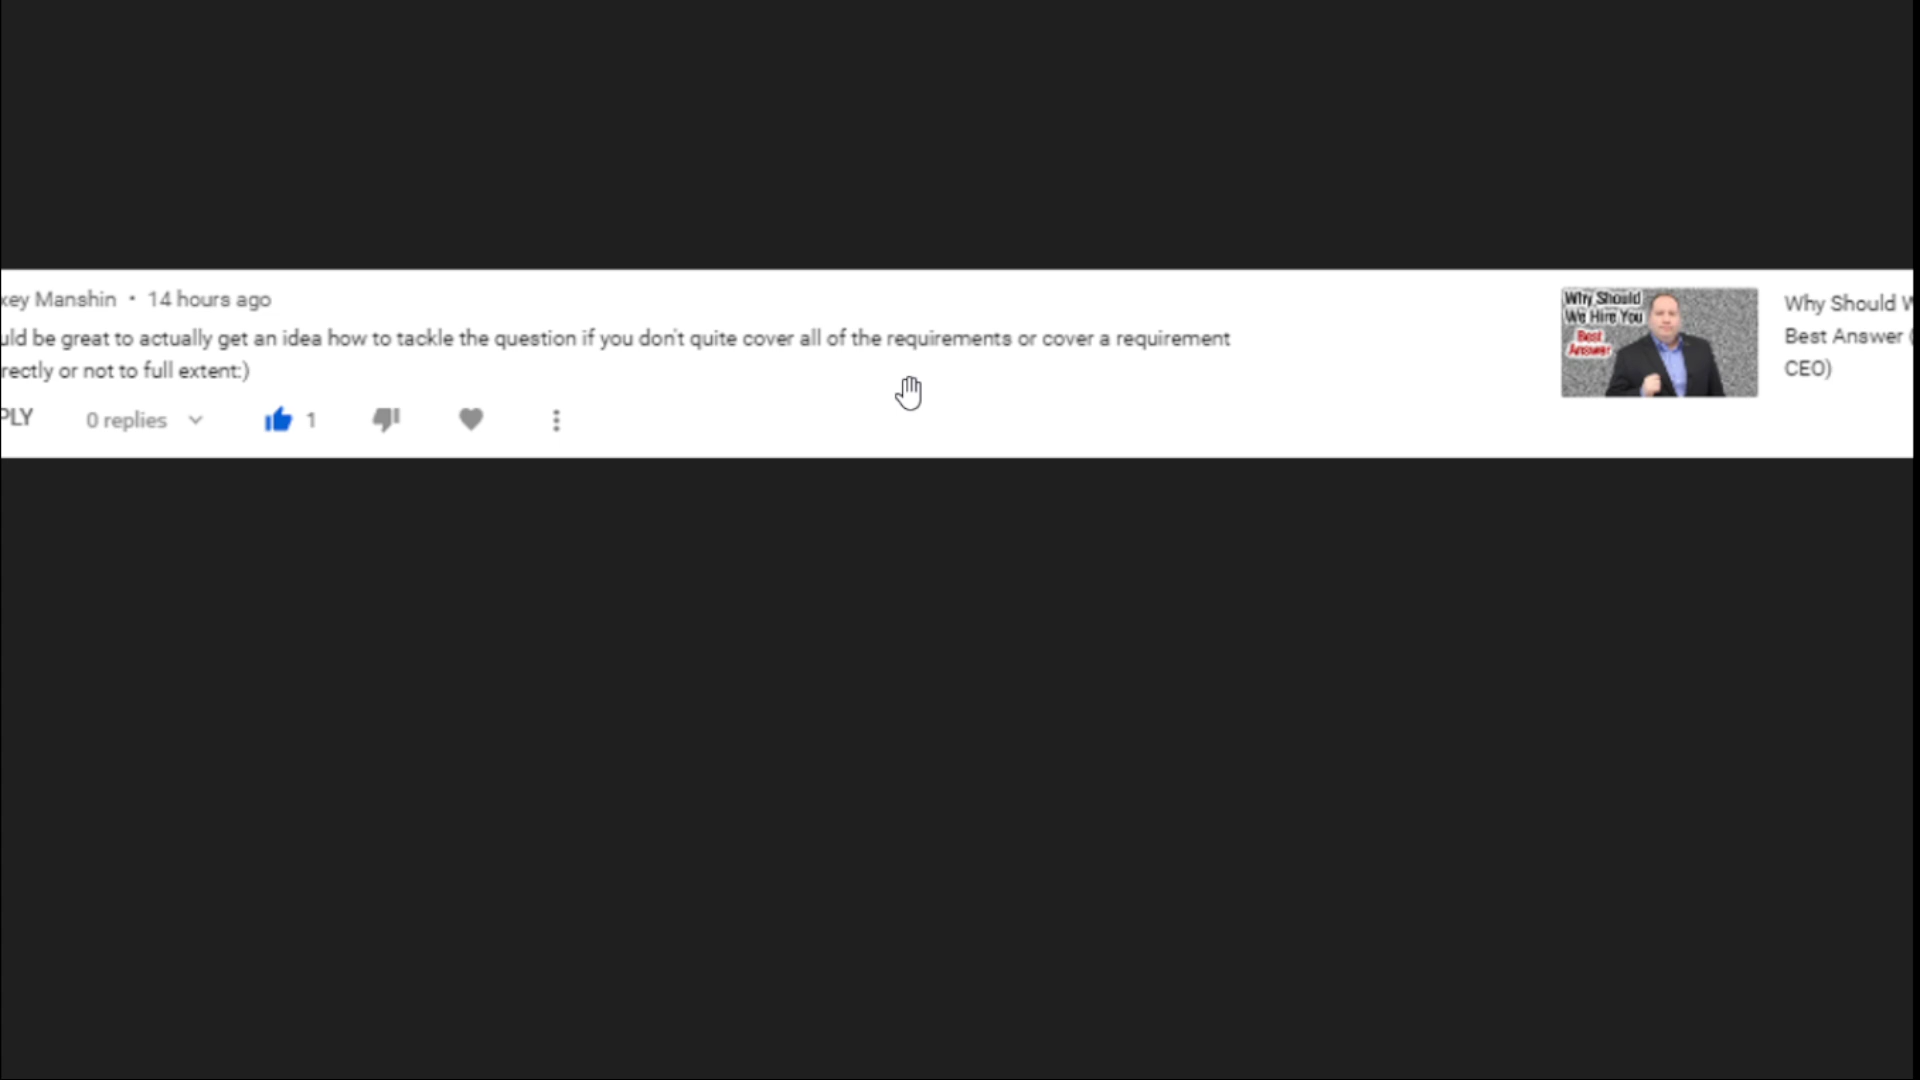 xey Manshin • 14 hours ago
uld be great to actually get an idea how to tackle the question if you don't quite cover all of the requirements or cover a requirement
rectly or not to full extent:)
PLY 0 replies 1
Why Should
We Hire You
Best
Answer
Why Should W
Best Answer (
CEO)